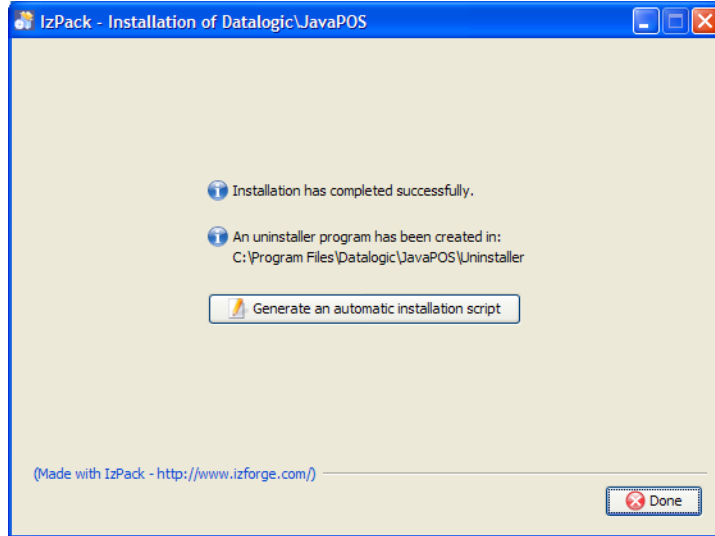 IzPack - Installation of Datalogic\JavaPOS
Installation has completed successfully.
An uninstaller program has been created in:
C:\Program Files\Datalogic\JavaPOS\Uninstaller
Generate an automatic installation script
(Made with IzPack - http://www.izforge.com/)
Done